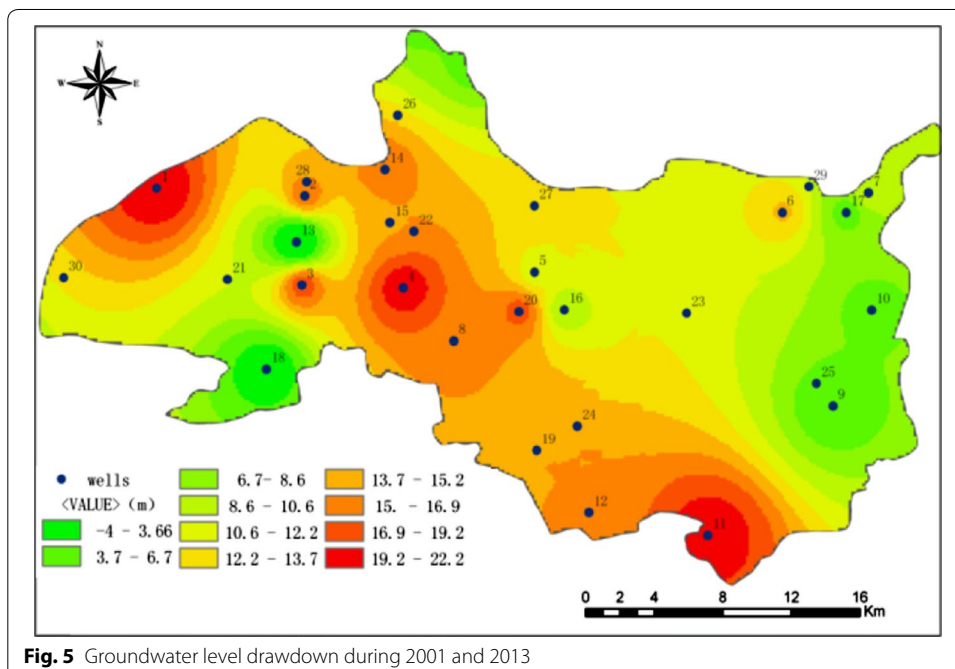 N
W E
S
26
14
1
28
2
29
7
27
6
17
15
22
13
5
30
21
3
4
20
16
23
10
8
18
25
9
24
19
12
11
wells
<VALUE> (m)
-4 - 3.66
3.7 - 6.7
6.7- 8.6
8.6 - 10.6
10.6 - 12.2
12.2 - 13.7
13.7 - 15.2
15. - 16.9
16.9 - 19.2
19.2 - 22.2
0 2 4 8 12 16
Km
Fig. 5 Groundwater level drawdown during 2001 and 2013